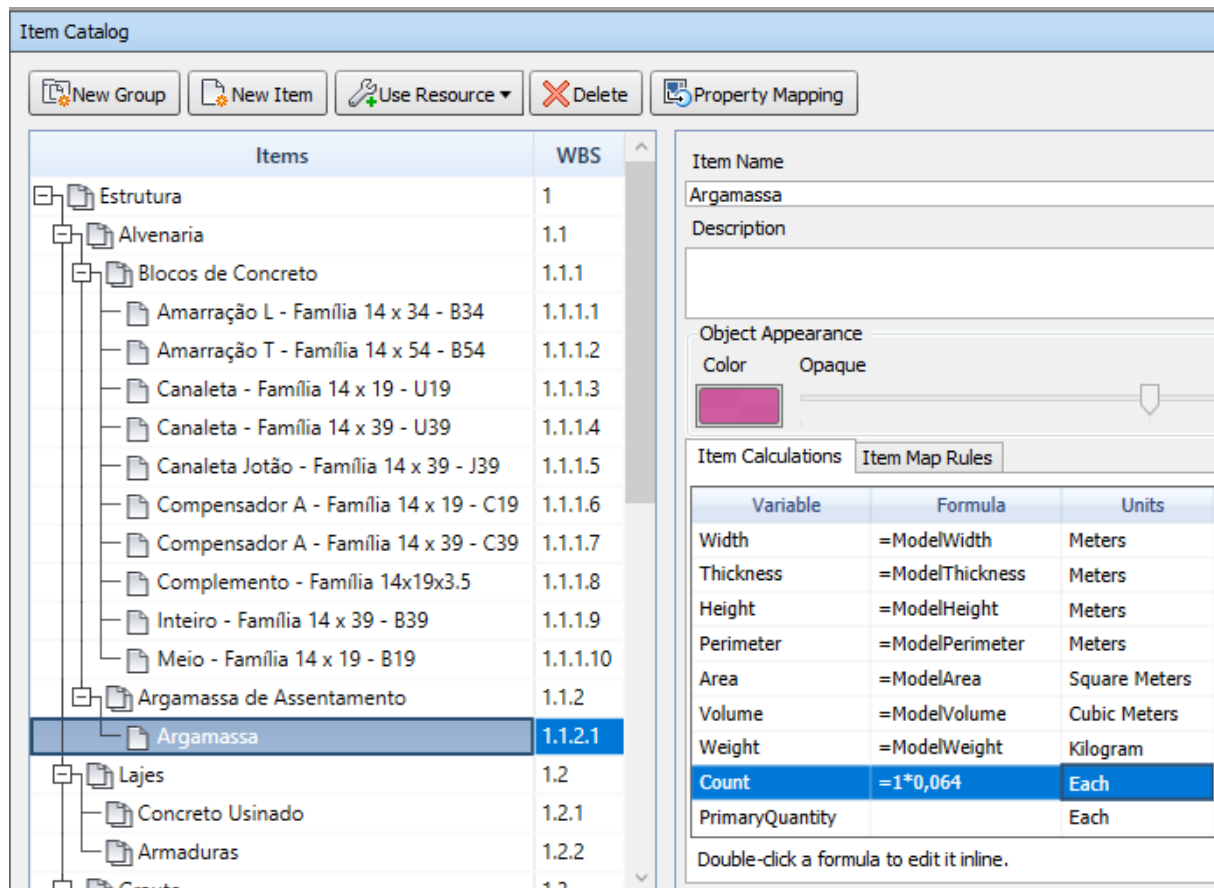 Item Catalog
New Group New Item Use Resource Delete Property Mapping
Items WBS
Estrutura 1
Alvenaria 1.1
Blocos de Concreto 1.1.1
Amarração L - Família 14 x 34 - B34 1.1.1.1
Amarração T - Família 14 x 54 - B54 1.1.1.2
Canaleta - Família 14 x 19 - U19 1.1.1.3
Canaleta - Família 14 x 39 - U39 1.1.1.4
Canaleta Jotão - Família 14 x 39 - J39 1.1.1.5
Compensador A - Família 14 x 19 - C19 1.1.1.6
Compensador A - Família 14 x 39 - C39 1.1.1.7
Complemento - Família 14x19x3.5 1.1.1.8
Inteiro - Família 14 x 39 - B39 1.1.1.9
Meio - Família 14 x 19 - B19 1.1.1.10
Argamassa de Assentamento 1.1.2
Argamassa 1.1.2.1
Lajes 1.2
Concreto Usinado 1.2.1
Armaduras 1.2.2
Item Name
Argamassa
Description
Object Appearance
Color Opaque
Item Calculations Item Map Rules
Variable Formula Units
Width =ModelWidth Meters
Thickness =ModelThickness Meters
Height =ModelHeight Meters
Perimeter =ModelPerimeter Meters
Area =ModelArea Square Meters
Volume =ModelVolume Cubic Meters
Weight =ModelWeight Kilogram
Count =1*0,064 Each
PrimaryQuantity Each
Double-click a formula to edit it inline.